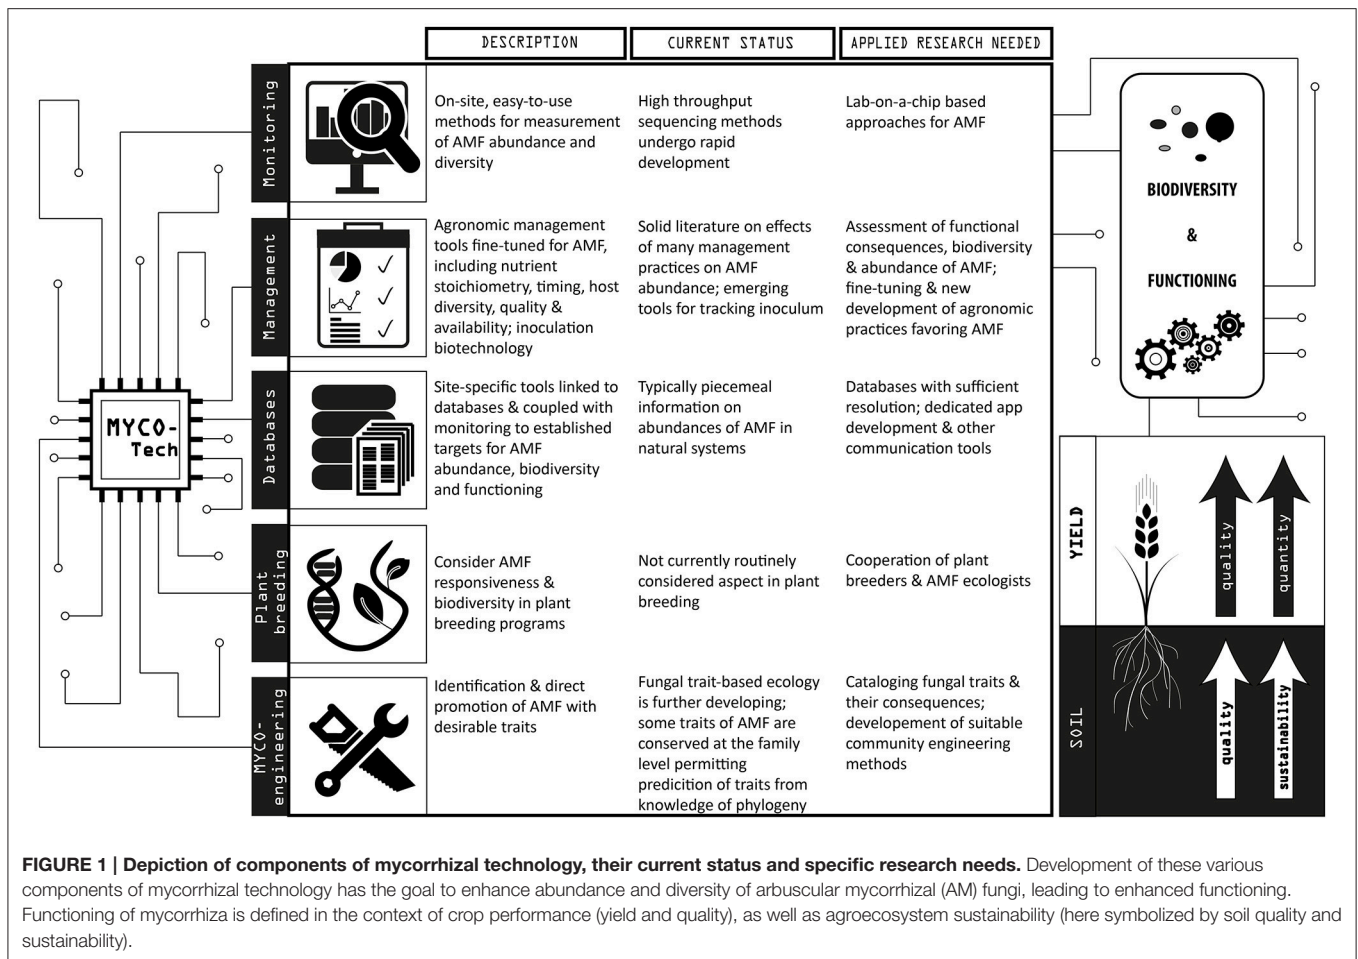 DESCRIPTION
CURRENT STATUS
APPLIED RESEARCH NEEDED
MYCO-
Tech
Monitoring
On-site, easy-to-use
methods for measurement
of AMF abundance and
diversity
High throughput
sequencing methods
undergo rapid
development
Lab-on-a-chip based
approaches for AMF
Management
Agronomic management
tools fine-tuned for AMF,
including nutrient
stoichiometry, timing, host
diversity, quality &
availability; inoculation
biotechnology
Solid literature on effects
of many management
practices on AMF
abundance; emerging
tools for tracking inoculum
Assessment of functional
consequences, biodiversity
& abundance of AMF;
fine-tuning & new
development of agronomic
practices favoring AMF
Databases
Site-specific tools linked to
databases & coupled with
monitoring to established
targets for AMF
abundance, biodiversity
and functioning
Typically piecemeal
information on
abundances of AMF in
natural systems
Databases with sufficient
resolution; dedicated app
development & other
communication tools
Plant
breeding
Consider AMF
responsiveness &
biodiversity in plant
breeding programs
Not currently routinely
considered aspect in plant
breeding
Cooperation of plant
breeders & AMF ecologists
MYCO-
engineering
Identification & direct
promotion of AMF with
desirable traits
Fungal trait-based ecology
is further developing;
some traits of AMF are
conserved at the family
level permitting
predicition of traits from
knowledge of phylogeny
Cataloging fungal traits &
their consequences;
developement of suitable
community engineering
methods
BIODIVERSITY
&
FUNCTIONING
YIELD
quality
quantity
SOIL
quality
sustainability
FIGURE 1 | Depiction of components of mycorrhizal technology, their current status and specific research needs. Development of these various
components of mycorrhizal technology has the goal to enhance abundance and diversity of arbuscular mycorrhizal (AM) fungi, leading to enhanced functioning.
Functioning of mycorrhiza is defined in the context of crop performance (yield and quality), as well as agroecosystem sustainability (here symbolized by soil quality and
sustainability).